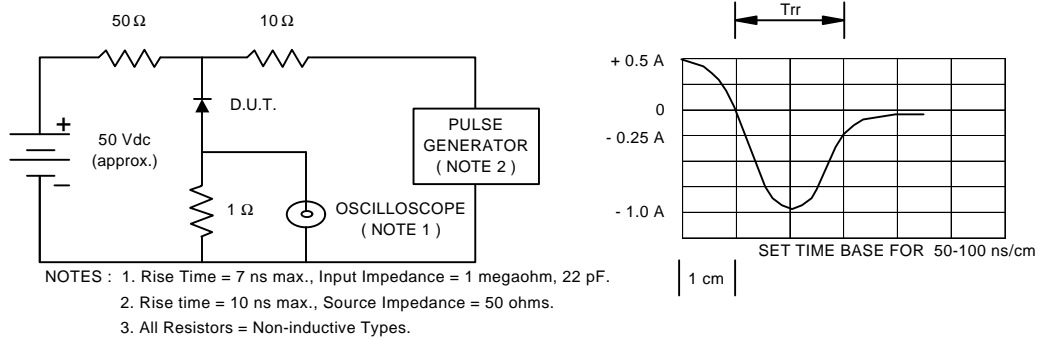 50 Ω
10 Ω
+
50 Vdc
(approx.)
−
D.U.T.
1 Ω
OSCILLOSCOPE
( NOTE 1 )
PULSE
GENERATOR
( NOTE 2 )
Trr
+ 0.5 A
0
- 0.25 A
- 1.0 A
SET TIME BASE FOR 50-100 ns/cm
1 cm
NOTES : 1. Rise Time = 7 ns max., Input Impedance = 1 megaohm, 22 pF.
2. Rise time = 10 ns max., Source Impedance = 50 ohms.
3. All Resistors = Non-inductive Types.